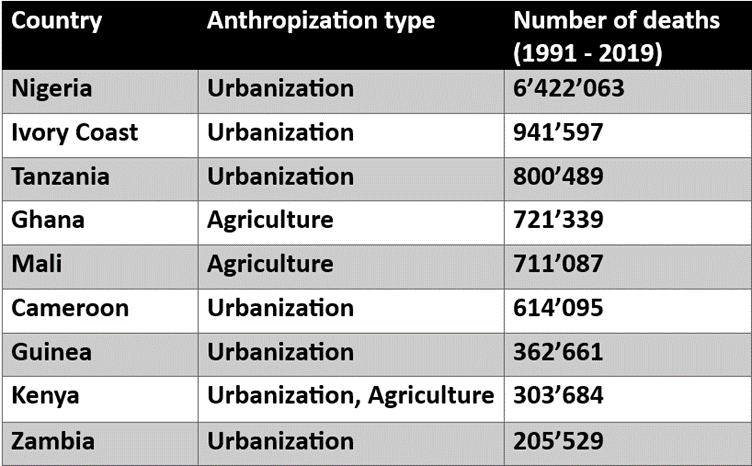 Country Anthropization type Number of deaths
(1991 - 2019)
Nigeria Urbanization 6’422’063
Ivory Coast Urbanization 941’597
Tanzania Urbanization 800’489
Ghana Agriculture 721’339
Mali Agriculture 711’087
Cameroon Urbanization 614’095
Guinea Urbanization 362’661
Kenya Urbanization, Agriculture 303’684
Zambia Urbanization 205’529